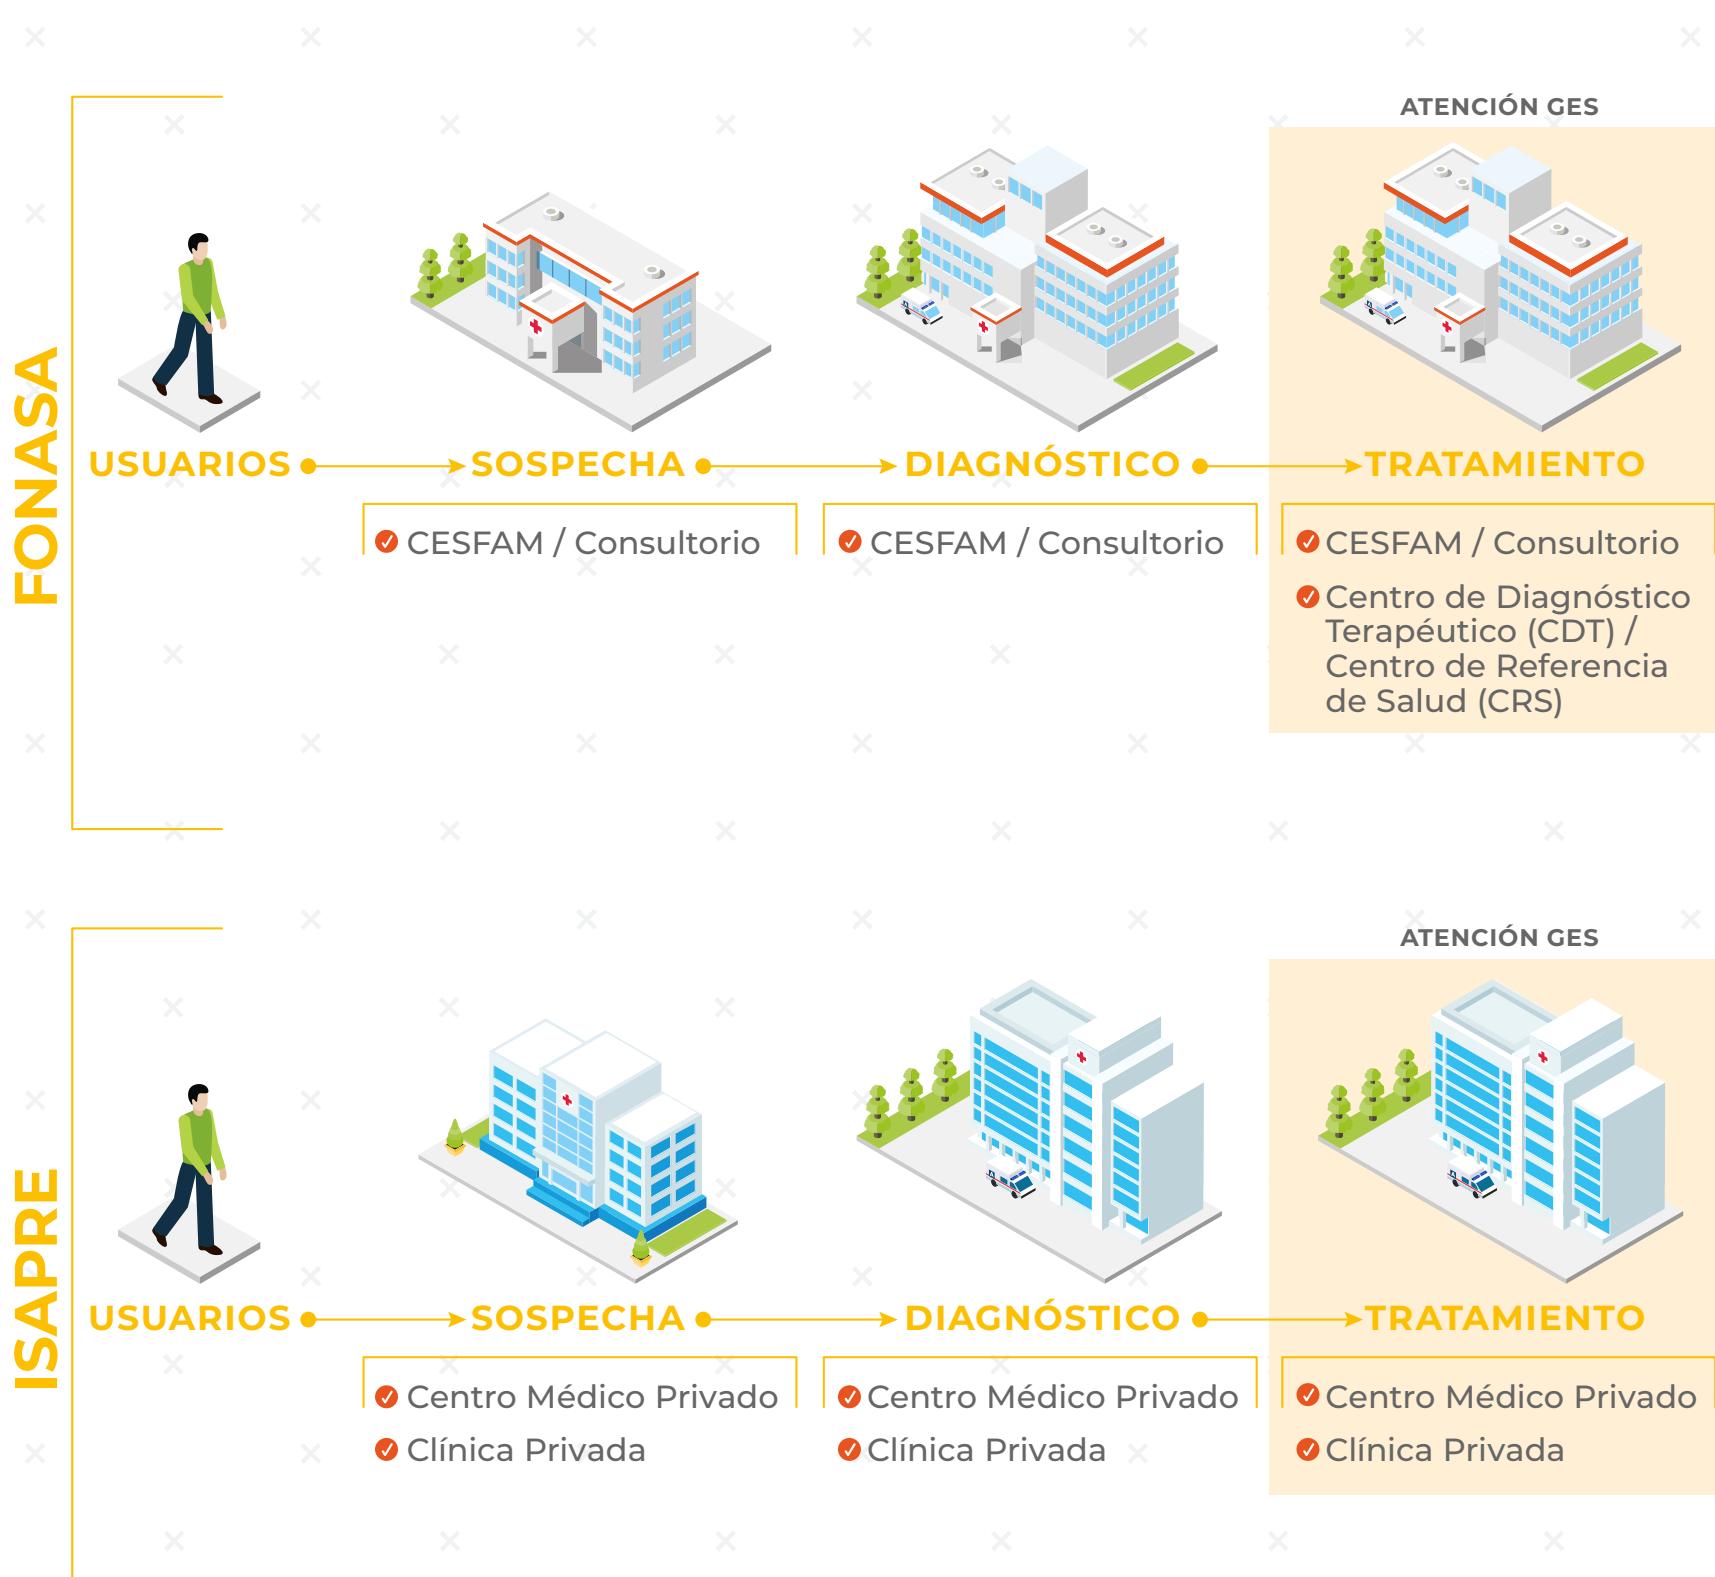 FONASA
ATENCIÓN GES
USUARIOS
SOSPECHA
DIAGNÓSTICO
TRATAMIENTO
CESFAM / Consultorio
CESFAM / Consultorio
CESFAM / Consultorio
Centro de Diagnóstico
Terapéutico (CDT) /
Centro de Referencia
de Salud (CRS)
ISAPRE
ATENCIÓN GES
USUARIOS
SOSPECHA
DIAGNÓSTICO
TRATAMIENTO
Centro Médico Privado
Clínica Privada
Centro Médico Privado
Clínica Privada
Centro Médico Privado
Clínica Privada